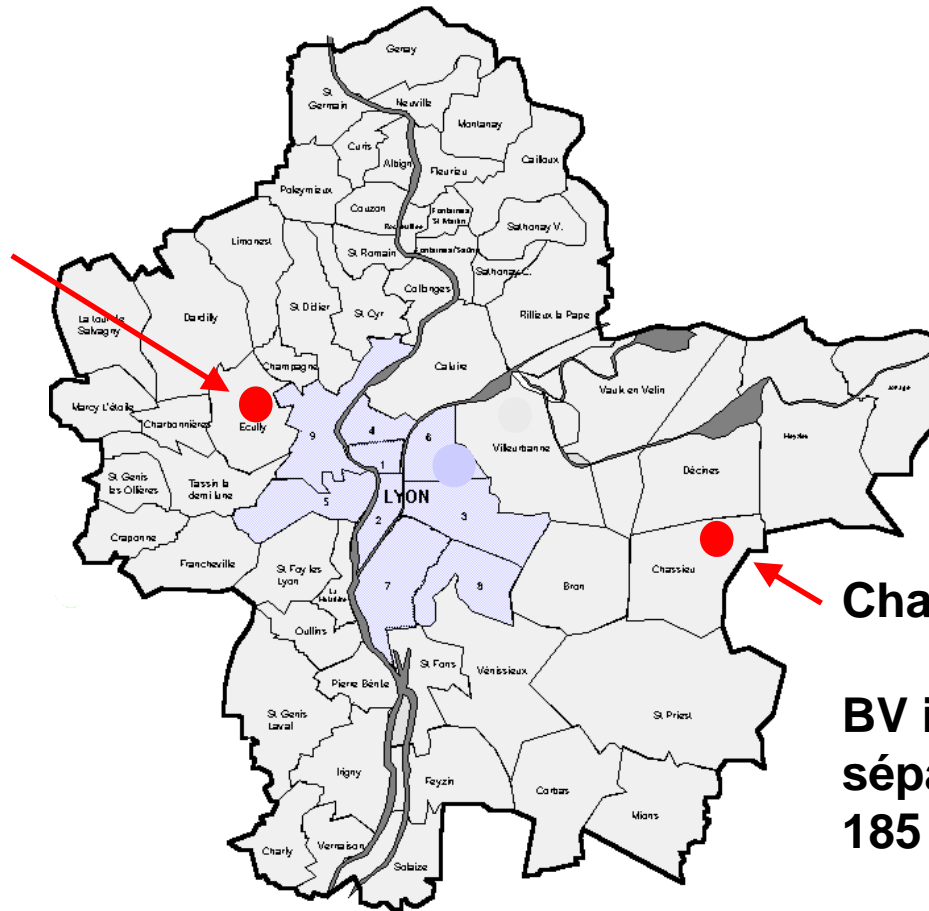 Genay
St
Germain
Neuville
Montanay
Curis
Albign
Fleurieu
Cailloux
Poleymieux
Couzon
Fontaines
St Martin
Sathonay V.
Limonest
St Romain
Fontaines/Saône
Sathonay C.
Collonges
La tour de
Salvagny
Dardilly
St Didier
St Cyr
Rillieux la Pape
Champagne
Caluire
Vaulx en Velin
Marcy L'étoile
Charbonnières
Ecully
9
4
6
Villeurbanne
Meyzieu
1
Décines
St Genis
les Ollières
Tassin la
demi lune
5
LYON
2
3
Craponne
Francheville
St Foy les
Lyon
La
7
8
Bron
Chassieu
Cha
Oullins
St Fons
Vénissieux
Pierre Bénite
BV i
sépa
185
St Genis
Laval
St Priest
Irigny
Feyzin
Corbas
Mions
Charly
Vernaison
Solaize